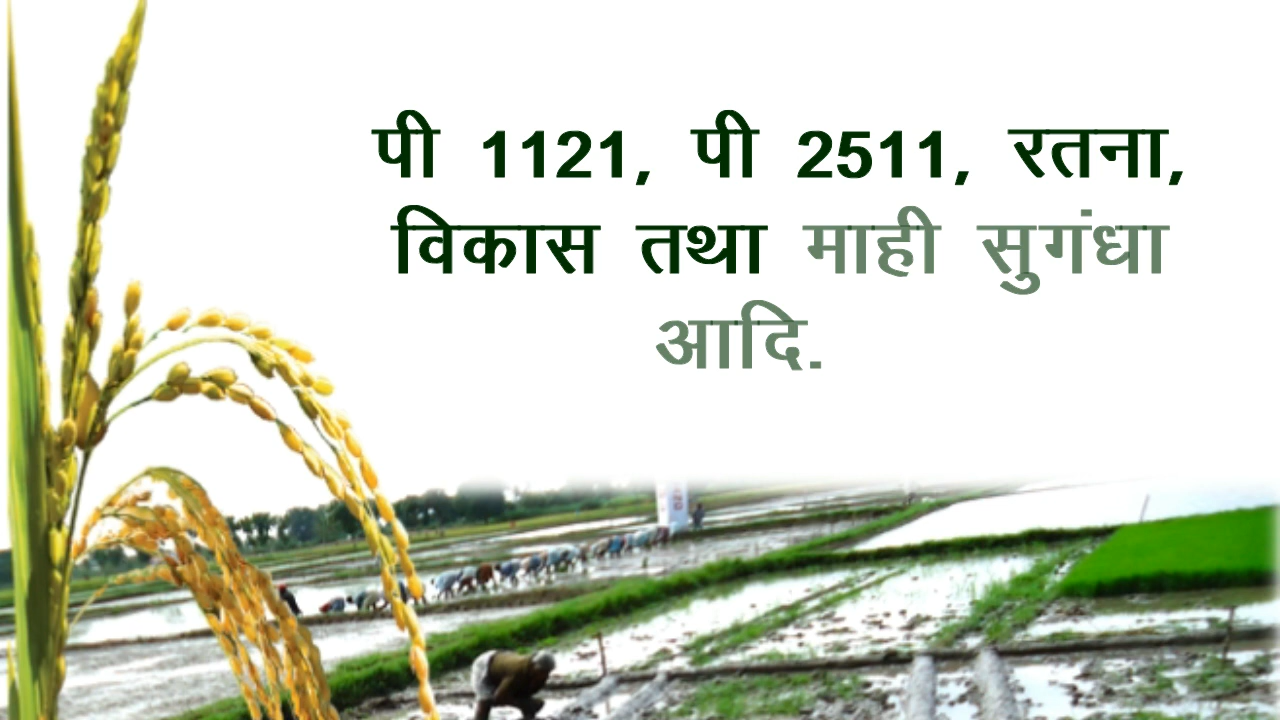 पी 1121, पी 2511, रतना,
विकास तथा माही सुगंधा
आदि.